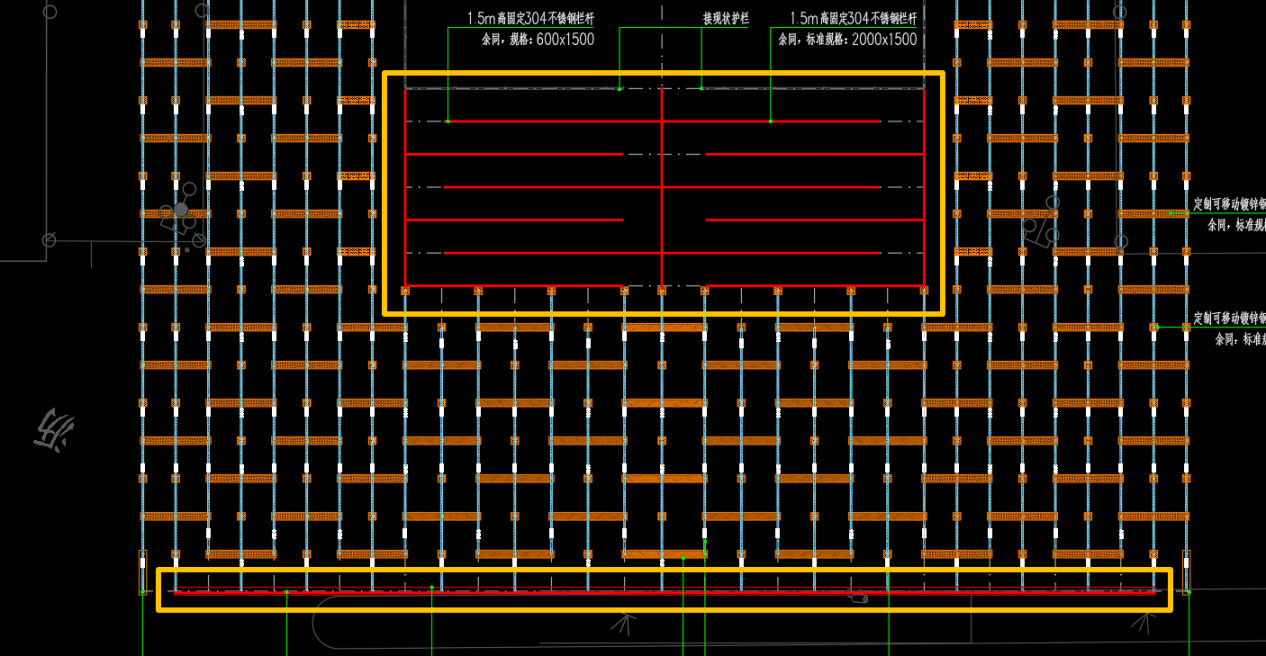 1.5m高固定304不锈钢栏杆
余同，规格：600x1500
接现状护栏
1.5m高固定304不锈钢栏杆
余同，标准规格：2000x1500
定制可移动镀锌钢
余同，标准规
定制可移动镀锌钢
余同，标准